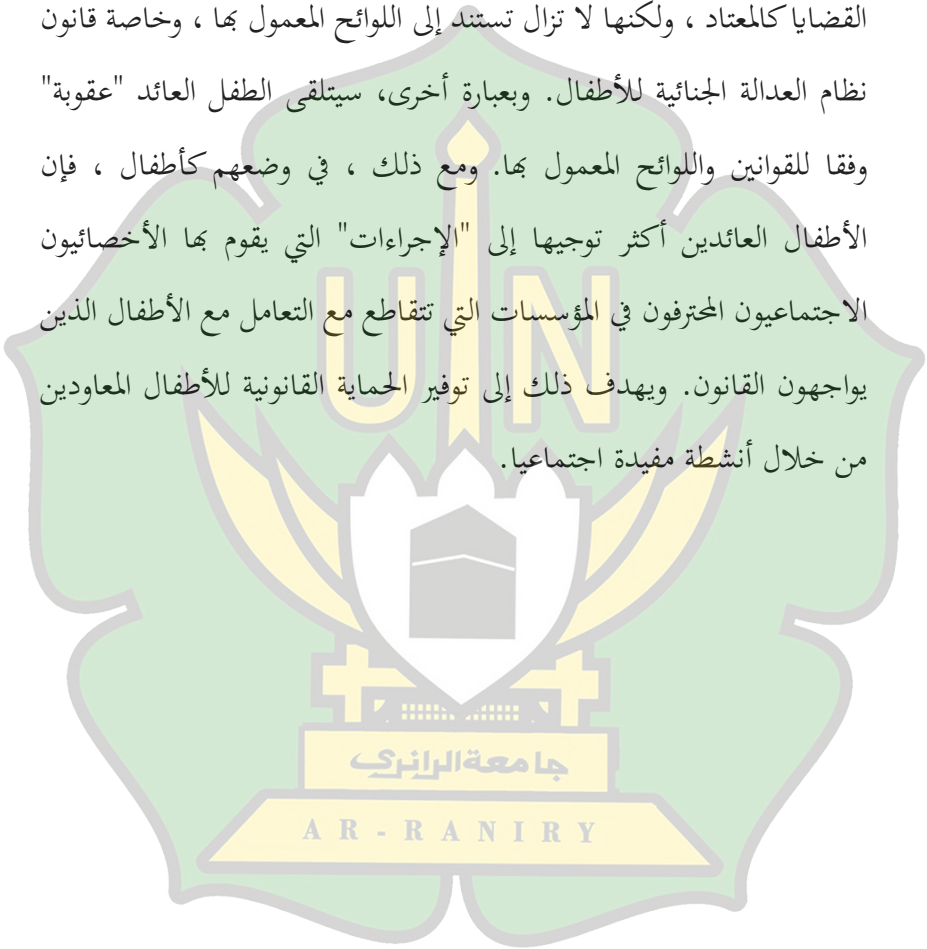 القضايا كالمعتاد ، ولكنها لا تزال تستند إلى اللوائح المعمول بها ، وخاصة قانون
نظام العدالة الجنائية للأطفال. وبعبارة أخرى، سيتلقى الطفل العائد "عقوبة"
وفقا للقوانين واللوائح المعمول بها. ومع ذلك ، في وضعهم كأطفال ، فإن
الأطفال العائدين أكثر توجيها إلى "الإجراءات" التي يقوم بها الأخصائيون
الاجتماعيون المحترفون في المؤسسات التي تتقاطع مع التعامل مع الأطفال الذين
يواجهون القانون. ويهدف ذلك إلى توفير الحماية القانونية للأطفال المعاودين
من خلال أنشطة مفيدة اجتماعيا.
UIN
جامعة الرانري
AR-RANIRY